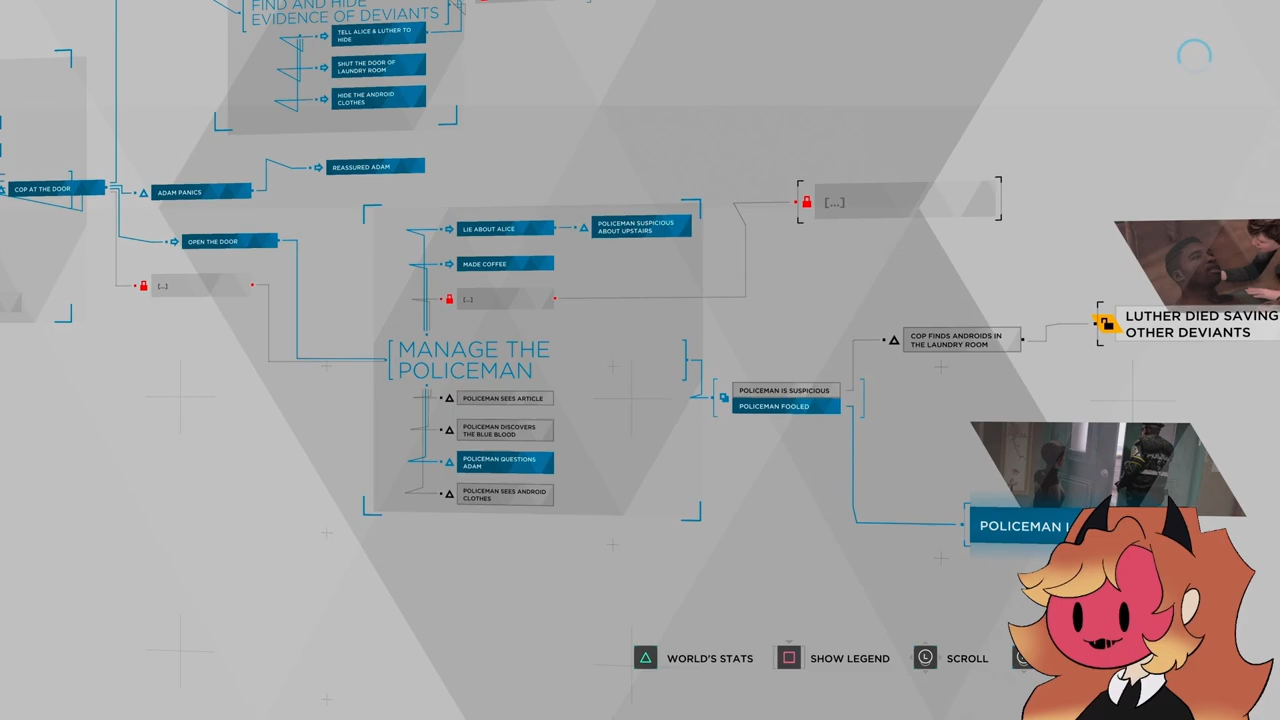 FIND AND HIDE
EVIDENCE OF DEVIANTS
TELL ALICE & LUTHER TO
HIDE
SHUT THE DOOR OF
LAUNDRY ROOM
HIDE THE ANDROID
CLOTHES
COP AT THE DOOR
ADAM PANICS
REASSURED ADAM
OPEN THE DOOR
[...]
LIE ABOUT ALICE
POLICEMAN SUSPICIOUS
ABOUT UPSTAIRS
MADE COFFEE
[...]
[...]
MANAGE THE
POLICEMAN
POLICEMAN SEES ARTICLE
POLICEMAN DISCOVERS
THE BLUE BLOOD
POLICEMAN QUESTIONS
ADAM
POLICEMAN SEES ANDROID
CLOTHES
POLICEMAN IS SUSPICIOUS
POLICEMAN FOOLED
COP FINDS ANDROIDS IN
THE LAUNDRY ROOM
LUTHER DIED SAVING
OTHER DEVIANTS
POLICEMAN
WORLD'S STATS
SHOW LEGEND
L
SCROLL